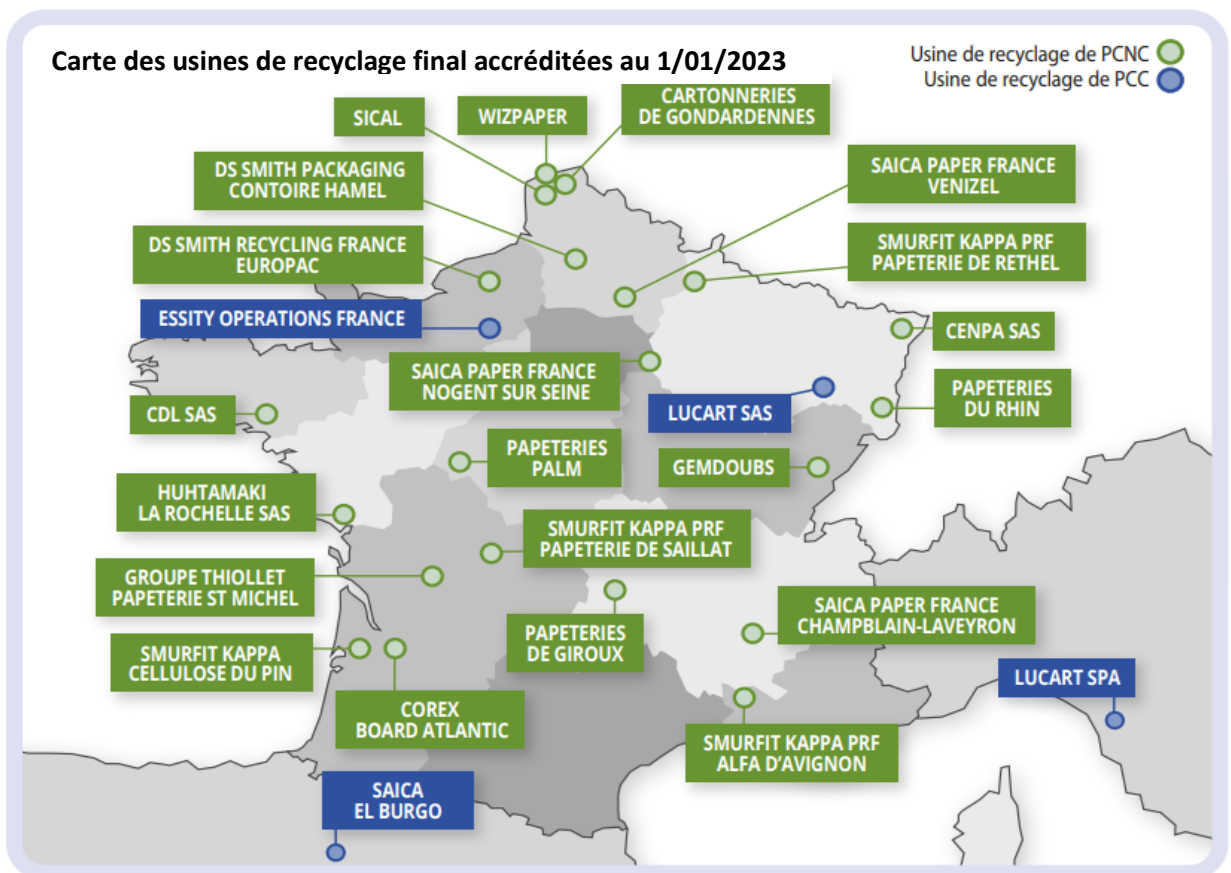 Carte des usines de recyclage final accréditées au 1/01/2023
Usine de recyclage de PCNC
Usine de recyclage de PCC
SICAL
WIZPAPER
CARTONNERIES
DE GONDARDENNES
DS SMITH PACKAGING
CONTOIRE HAMEL
SAICA PAPER FRANCE
VENIZEL
DS SMITH RECYCLING FRANCE
EUROPAC
SMURFIT KAPPA PRF
PAPETERIE DE RETHEL
ESSITY OPERATIONS FRANCE
CENPA SAS
SAICA PAPER FRANCE
NOGENT SUR SEINE
LUCART SAS
PAPETERIES
DU RHIN
CDL SAS
PAPETERIES
PALM
GEMDOUBS
HUHTAMAKI
LA ROCHELLE SAS
SMURFIT KAPPA PRF
PAPETERIE DE SAILLAT
GROUPE THIOLLET
PAPETERIE ST MICHEL
SAICA PAPER FRANCE
CHAMPBLAIN-LAVEYRON
PAPETERIES
DE GIROUX
SMURFIT KAPPA
CELLULOSE DU PIN
LUCART SPA
COREX
BOARD ATLANTIC
SMURFIT KAPPA PRF
ALFA D'AVIGNON
SAICA
EL BURGO